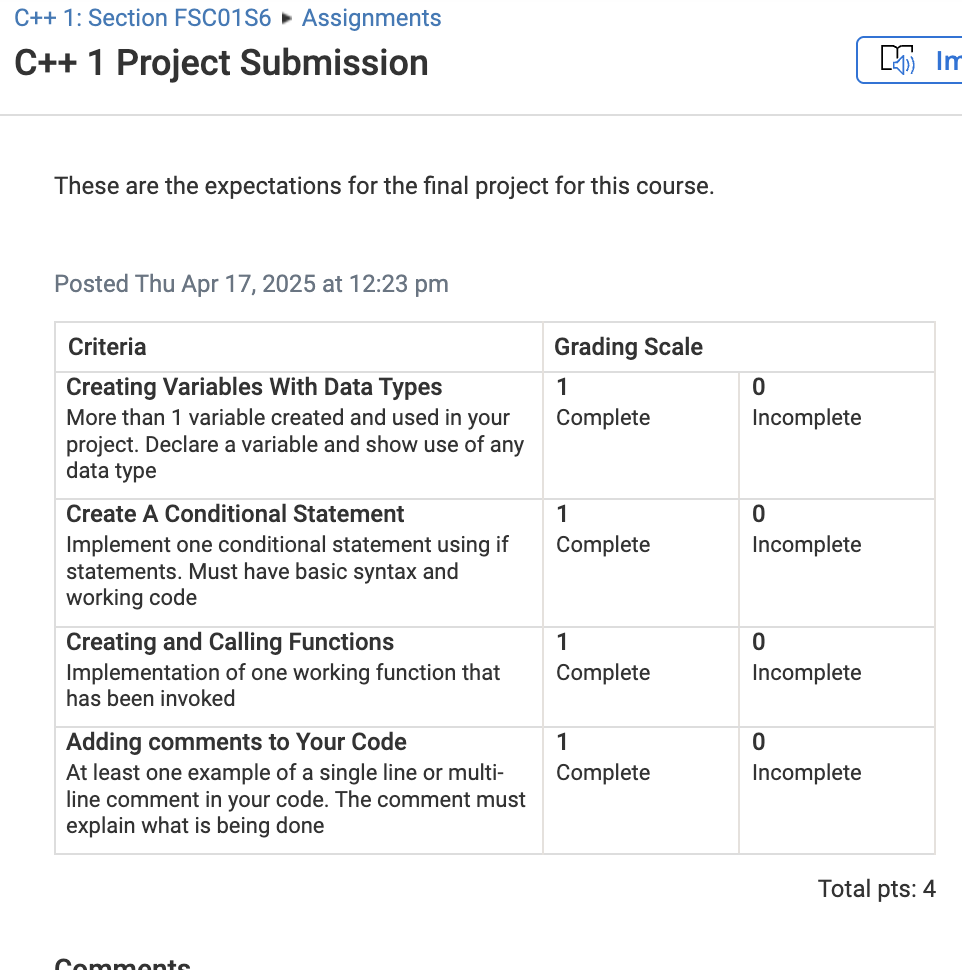 C++ 1: Section FSC01S6 ▸ Assignments
C++ 1 Project Submission
Im
These are the expectations for the final project for this course.
Posted Thu Apr 17, 2025 at 12:23 pm
Criteria
Grading Scale
Creating Variables With Data Types
More than 1 variable created and used in your
project. Declare a variable and show use of any
data type
1
Complete
0
Incomplete
Create A Conditional Statement
Implement one conditional statement using if
statements. Must have basic syntax and
working code
1
Complete
0
Incomplete
Creating and Calling Functions
Implementation of one working function that
has been invoked
1
Complete
0
Incomplete
Adding comments to Your Code
At least one example of a single line or multi-
line comment in your code. The comment must
explain what is being done
1
Complete
0
Incomplete
Total pts: 4
Comments